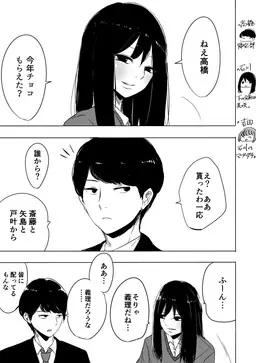 ねえ高橋
今年チョコ
もらえた?
え?ああ
貰ったわ一応
誰から?
斎藤と
矢島と
戸叶から
ふーん…
そりゃ
義理だね…
ああ…
義理だろうな
皆に
配ってる
もんな